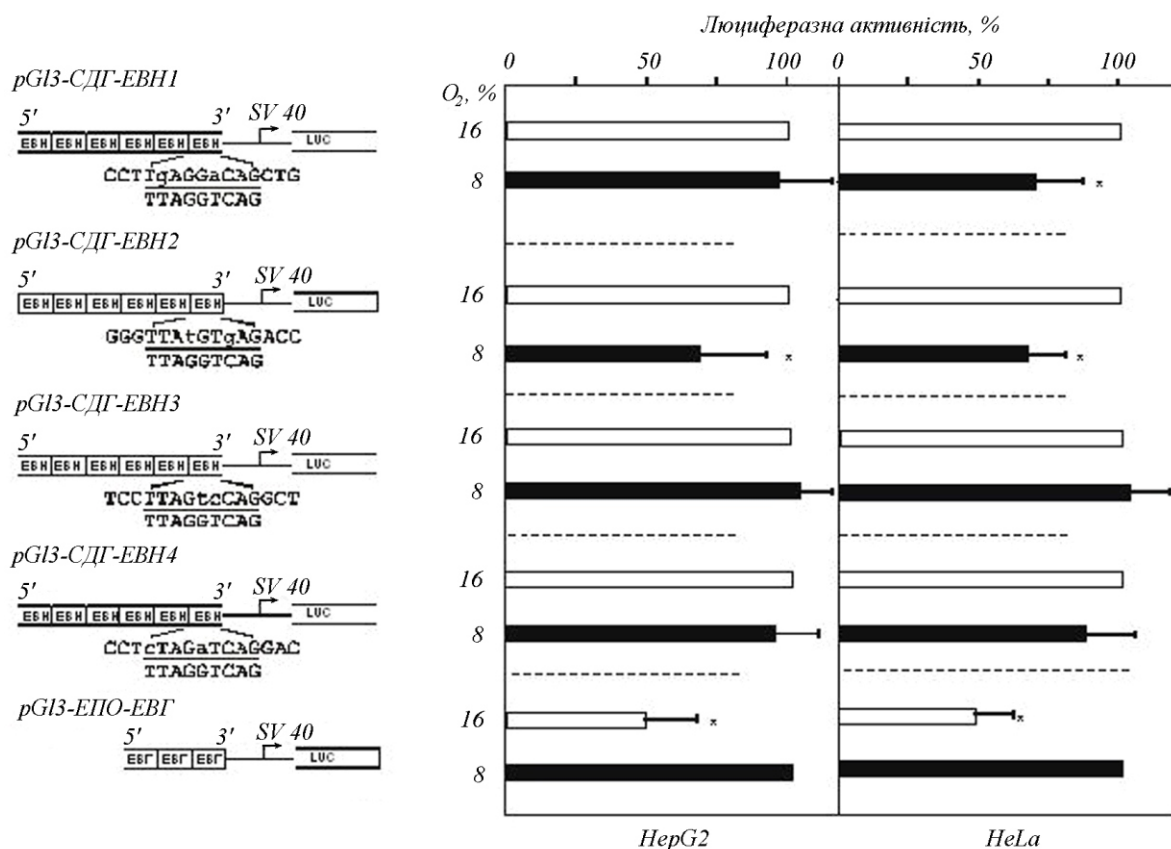 Люциферазна активність, %
0 50 100 0 50 100
O2, %
pGl3-СДГ-ЕВН1
5' 3' SV 40
ЕВН ЕВН ЕВН ЕВН ЕВН ЕВН LUC
CCTTgAGGaCAGCTG
TTAGGTCAG
16
8 *
pGl3-СДГ-ЕВН2
5' 3' SV 40
ЕВН ЕВН ЕВН ЕВН ЕВН ЕВН LUC
GGGTTAtGTgAGACC
TTAGGTCAG
16
8 * *
pGl3-СДГ-ЕВН3
5' 3' SV 40
ЕВН ЕВН ЕВН ЕВН ЕВН ЕВН LUC
TCCTTAGtcCAGGCT
TTAGGTCAG
16
8
pGl3-СДГ-ЕВН4
5' 3' SV 40
ЕВН ЕВН ЕВН ЕВН ЕВН ЕВН LUC
CCTcTAGaTCAGGAC
TTAGGTCAG
16
8
pGl3-ЕПО-ЕВГ
5' 3' SV 40
ЕВГ ЕВГ ЕВГ LUC
16 * *
8
HepG2 HeLa